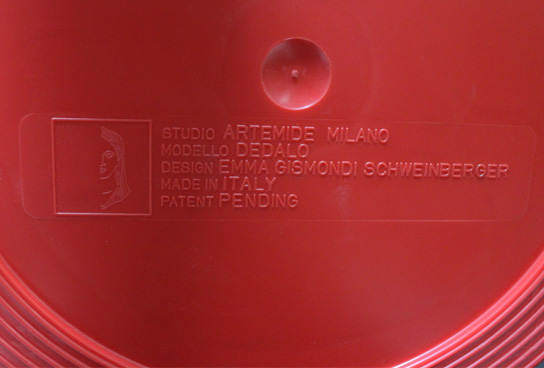 STUDIO ARTEMIDE MILANO
MODELLO DEDALO
DESIGN EMMA GISMONDI SCHWEINBERGER
MADE IN ITALY
PATENT PENDING